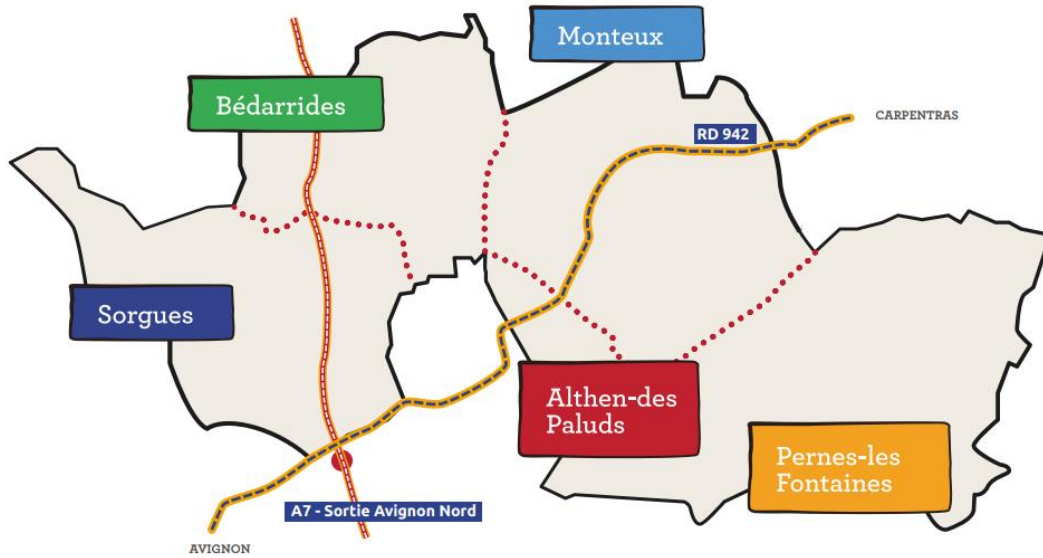 Monteux
Bédarrides
CARPENTRAS
RD 942
Sorgues
Althen-des
Paluds
Pernes-les
Fontaines
A7 - Sortie Avignon Nord
AVIGNON